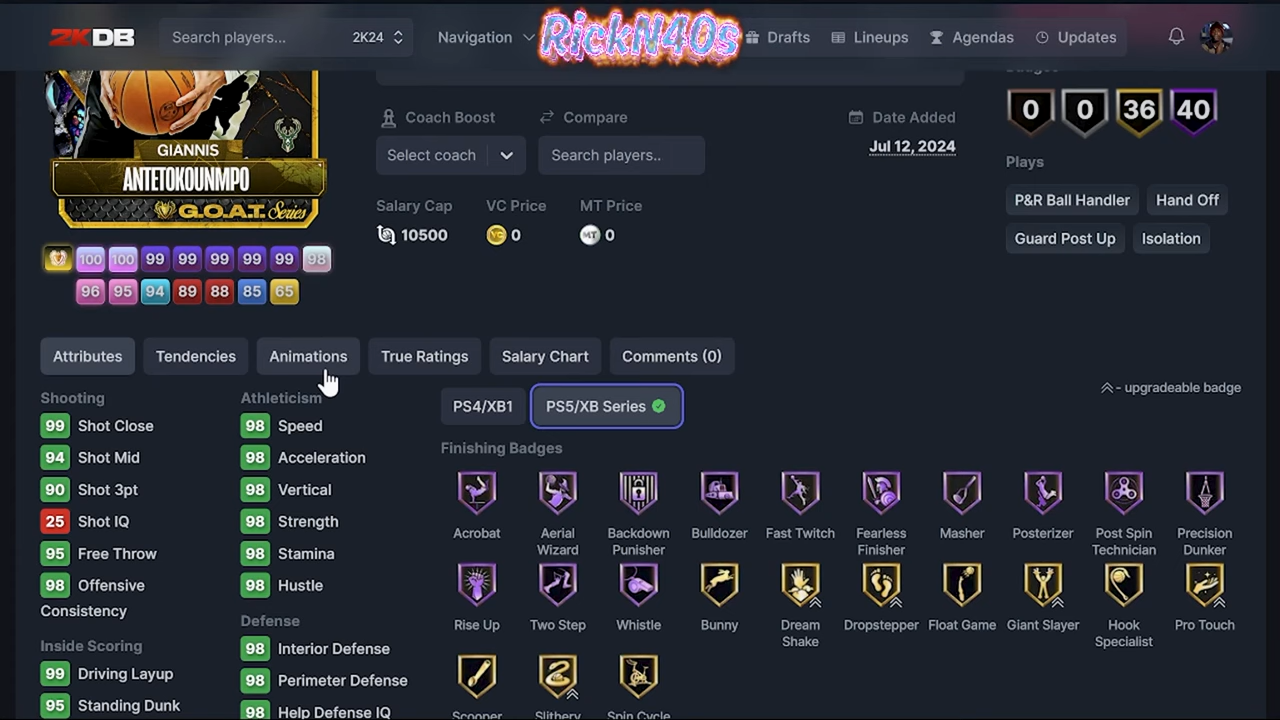 2KDB
Search players...
2K24
Navigation
RickN40s
Drafts
Lineups
Agendas
Updates
GIANNIS
ANTETOKOUNMPO
G.O.A.T. Series
100 100 99 99 99 99 99 98
96 95 94 89 88 85 65
Coach Boost
Compare
Date Added
Select coach
Search players..
Jul 12, 2024
Salary Cap
VC Price
MT Price
10500
VC 0
MT 0
Badges
0 0 36 40
Plays
P&R Ball Handler
Hand Off
Guard Post Up
Isolation
Attributes
Tendencies
Animations
True Ratings
Salary Chart
Comments (0)
- upgradeable badge
Shooting
99 Shot Close
94 Shot Mid
90 Shot 3pt
25 Shot IQ
95 Free Throw
98 Offensive
Consistency
Inside Scoring
99 Driving Layup
95 Standing Dunk
Athleticism
98 Speed
98 Acceleration
98 Vertical
98 Strength
98 Stamina
98 Hustle
Defense
98 Interior Defense
98 Perimeter Defense
98 Help Defense IQ
PS4/XB1
PS5/XB Series
Finishing Badges
Acrobat
Aerial
Wizard
Backdown
Punisher
Bulldozer
Fast Twitch
Fearless
Finisher
Masher
Posterizer
Post Spin
Technician
Precision
Dunker
Rise Up
Two Step
Whistle
Bunny
Dream
Shake
Dropstepper
Float Game
Giant Slayer
Hook
Specialist
Pro Touch
Scooper
Slithery
Spin Cycle